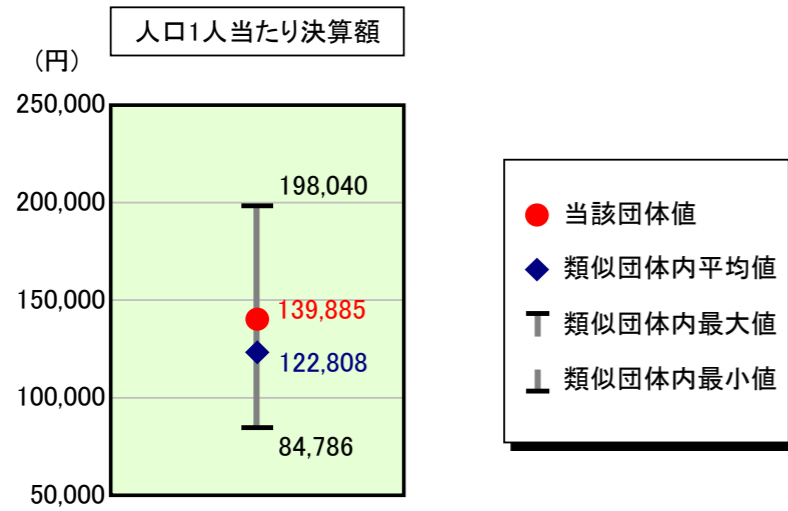 人口1人当たり決算額
（円）
250,000
200,000
150,000
100,000
50,000
198,040
139,885
122,808
84,786
当該団体値
類似団体内平均値
類似団体内最大値
類似団体内最小値